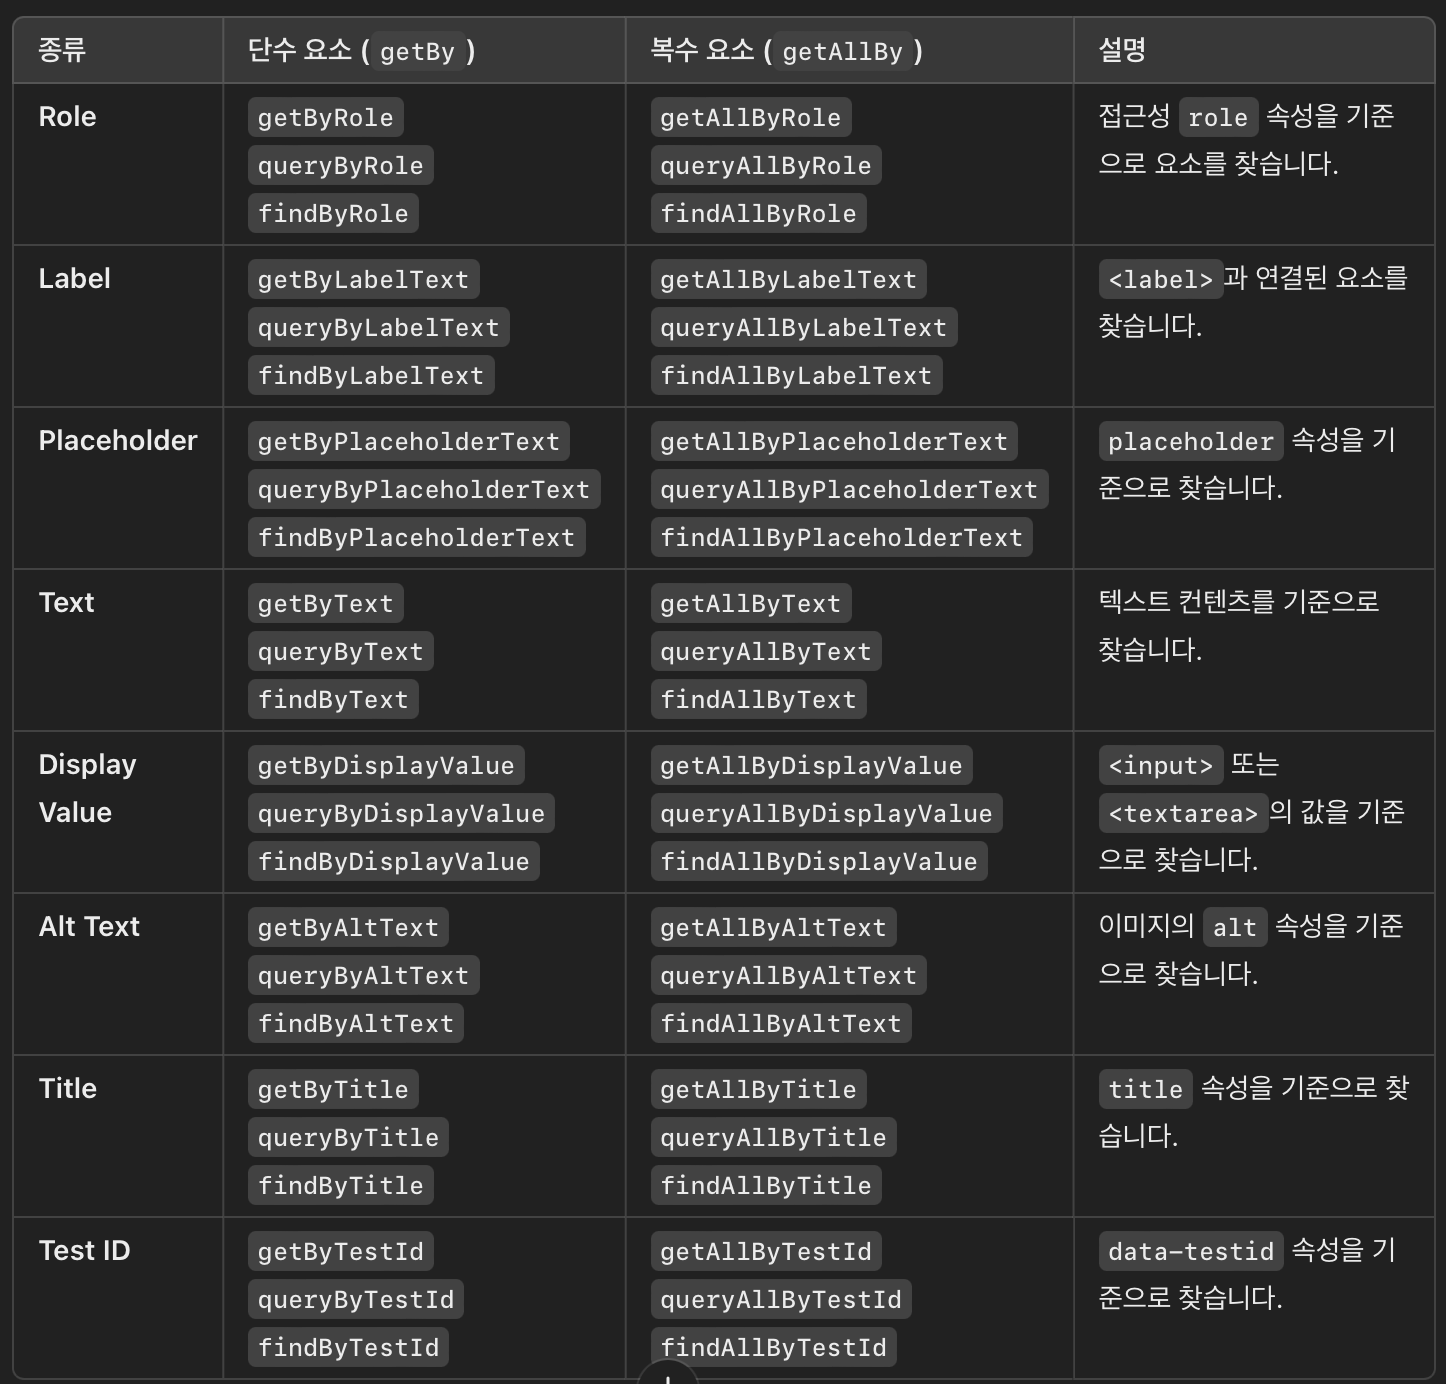 종류
단수 요소 ( getBy )
복수 요소 ( getAllBy )
설명
Role
getByRole
queryByRole
findByRole
getAllByRole
queryAllByRole
findAllByRole
접근성 role 속성을 기준
으로 요소를 찾습니다.
Label
getByLabelText
queryByLabelText
findByLabelText
getAllByLabelText
queryAllByLabelText
findAllByLabelText
<label>과 연결된 요소를
찾습니다.
Placeholder
getByPlaceholderText
queryByPlaceholderText
findByPlaceholderText
getAllByPlaceholderText
queryAllByPlaceholderText
findAllByPlaceholderText
placeholder 속성을 기
준으로 찾습니다.
Text
getByText
queryByText
findByText
getAllByText
queryAllByText
findAllByText
텍스트 컨텐츠를 기준으로
찾습니다.
Display
Value
getByDisplayValue
queryByDisplayValue
findByDisplayValue
getAllByDisplayValue
queryAllByDisplayValue
findAllByDisplayValue
<input> 또는
<textarea>의 값을 기준
으로 찾습니다.
Alt Text
getByAltText
queryByAltText
findByAltText
getAllByAltText
queryAllByAltText
findAllByAltText
이미지의 alt 속성을 기준
으로 찾습니다.
Title
getByTitle
queryByTitle
findByTitle
getAllByTitle
queryAllByTitle
findAllByTitle
title 속성을 기준으로 찾
습니다.
Test ID
getByTestId
queryByTestId
findByTestId
getAllByTestId
queryAllByTestId
findAllByTestId
data-testid 속성을 기
준으로 찾습니다.